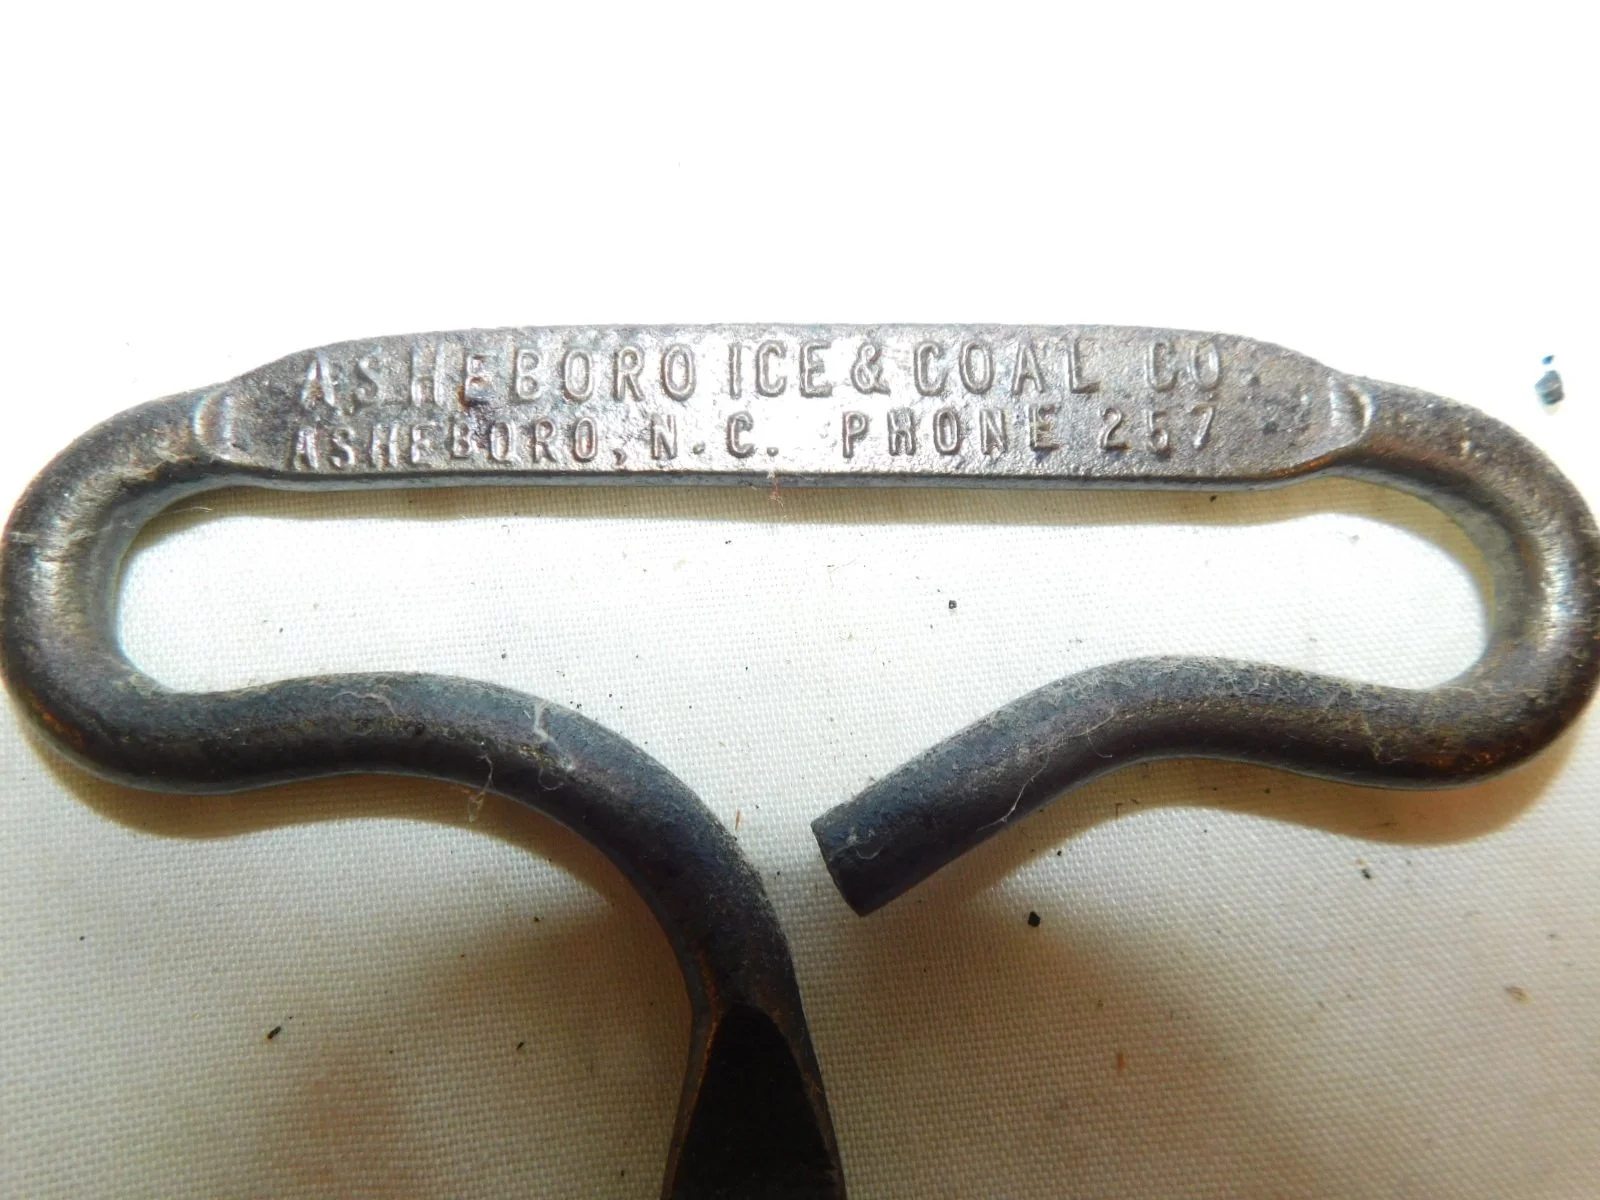 ASHEBORO ICE & COAL CO.
ASHEBORO, N.C. PHONE 257